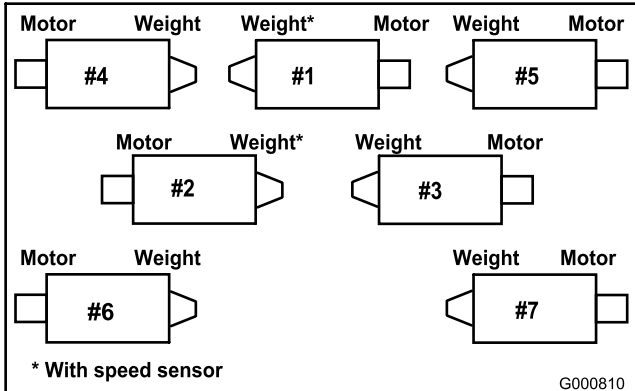 Motor Weight Weight* Motor Weight Motor
#4 #1 #5
Motor Weight* Weight Motor
#2 #3
Motor Weight Weight Motor
#6 #7
* With speed sensor
G000810